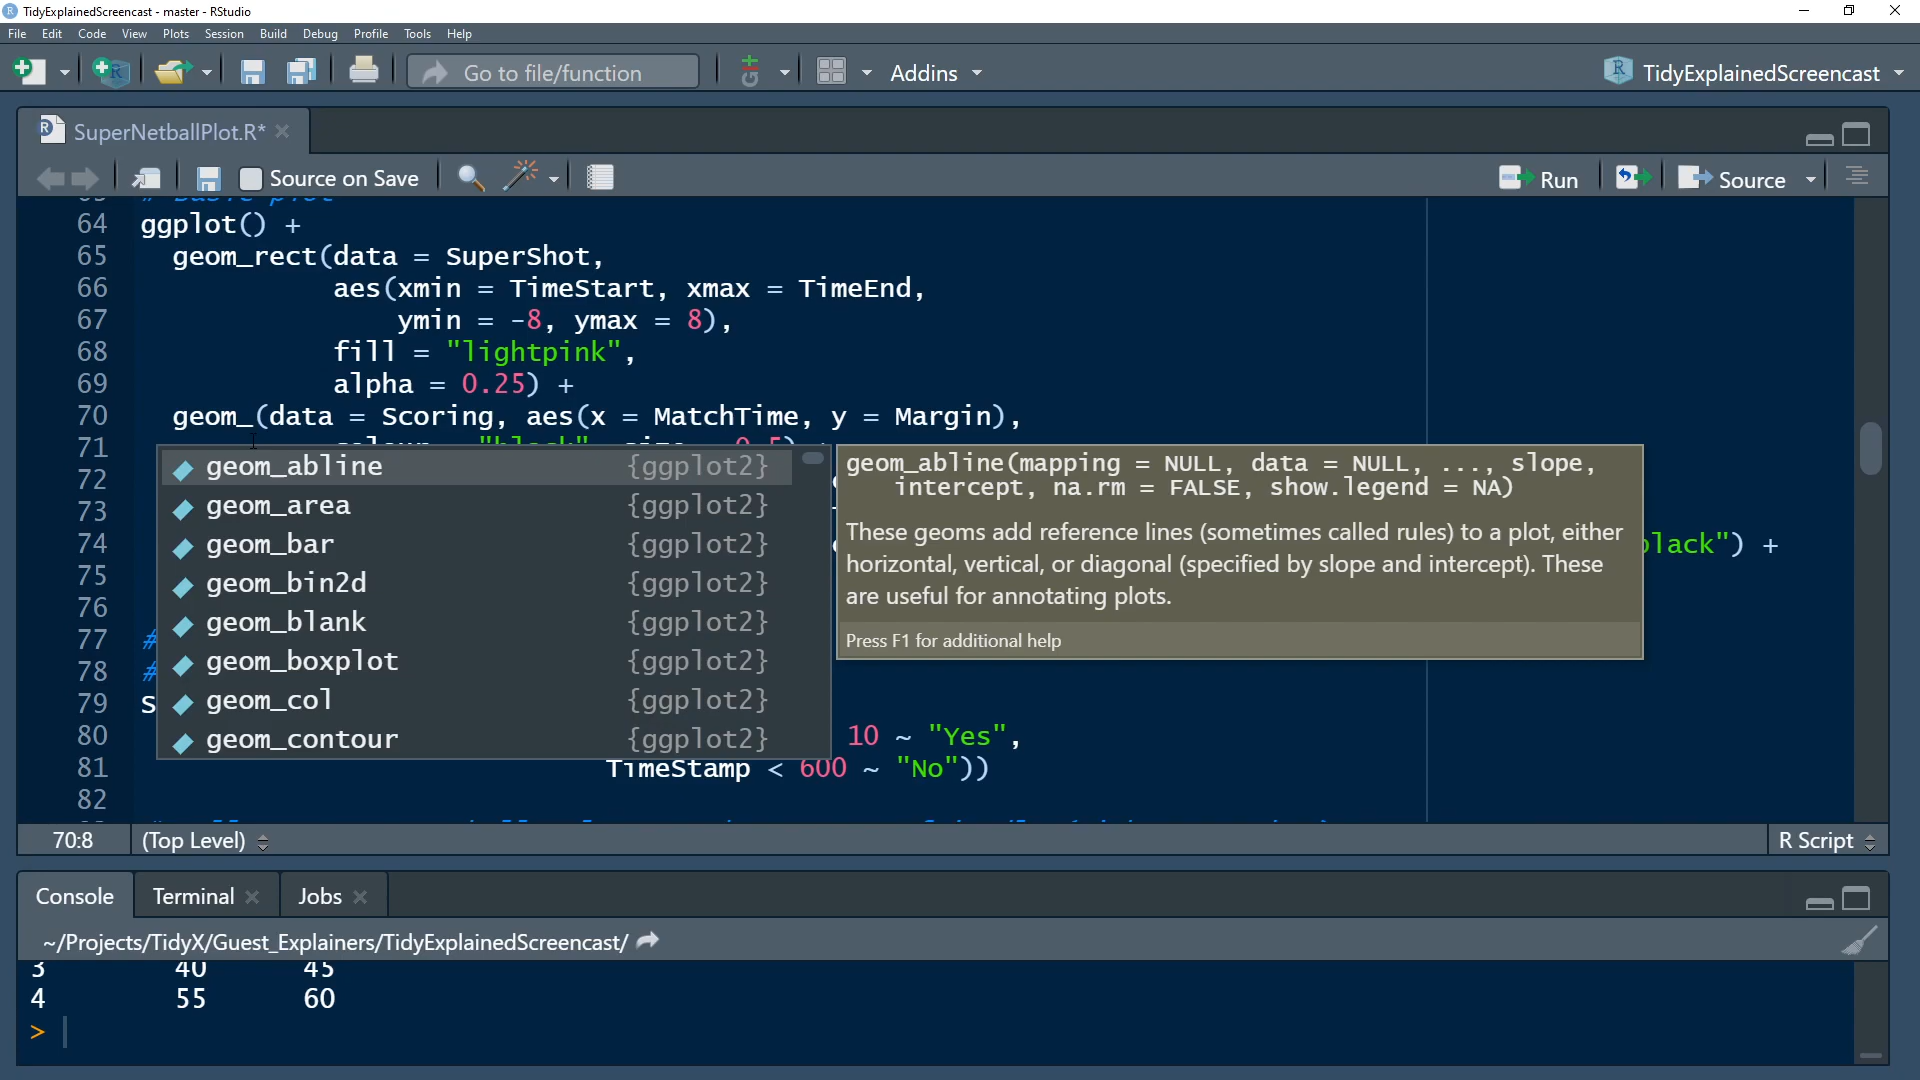 TidyExplainedScreencast - master - RStudio
File Edit Code View Plots Session Build Debug Profile Tools Help
Go to file/function Addins TidyExplainedScreencast
SuperNetballPlot.R*
Source on Save Run Source
64 ggplot() +
65 geom_rect(data = SuperShot,
66 aes(xmin = TimeStart, xmax = TimeEnd,
67 ymin = -8, ymax = 8),
68 fill = "lightpink",
69 alpha = 0.25) +
70 geom_(data = Scoring, aes(x = MatchTime, y = Margin),
71
72
73
74 black") +
75
76
77 #
78 #
79 S
80 10 ~ "Yes",
81 TimeStamp < 600 ~ "No"))
82
geom_abline {ggplot2}
geom_area {ggplot2}
geom_bar {ggplot2}
geom_bin2d {ggplot2}
geom_blank {ggplot2}
geom_boxplot {ggplot2}
geom_col {ggplot2}
geom_contour {ggplot2}
geom_abline(mapping = NULL, data = NULL, ..., slope,
intercept, na.rm = FALSE, show.legend = NA)
These geoms add reference lines (sometimes called rules) to a plot, either
horizontal, vertical, or diagonal (specified by slope and intercept). These
are useful for annotating plots.
Press F1 for additional help
70:8 (Top Level) R Script
Console Terminal Jobs
~/Projects/TidyX/Guest_Explainers/TidyExplainedScreencast/
3 40 45
4 55 60
>